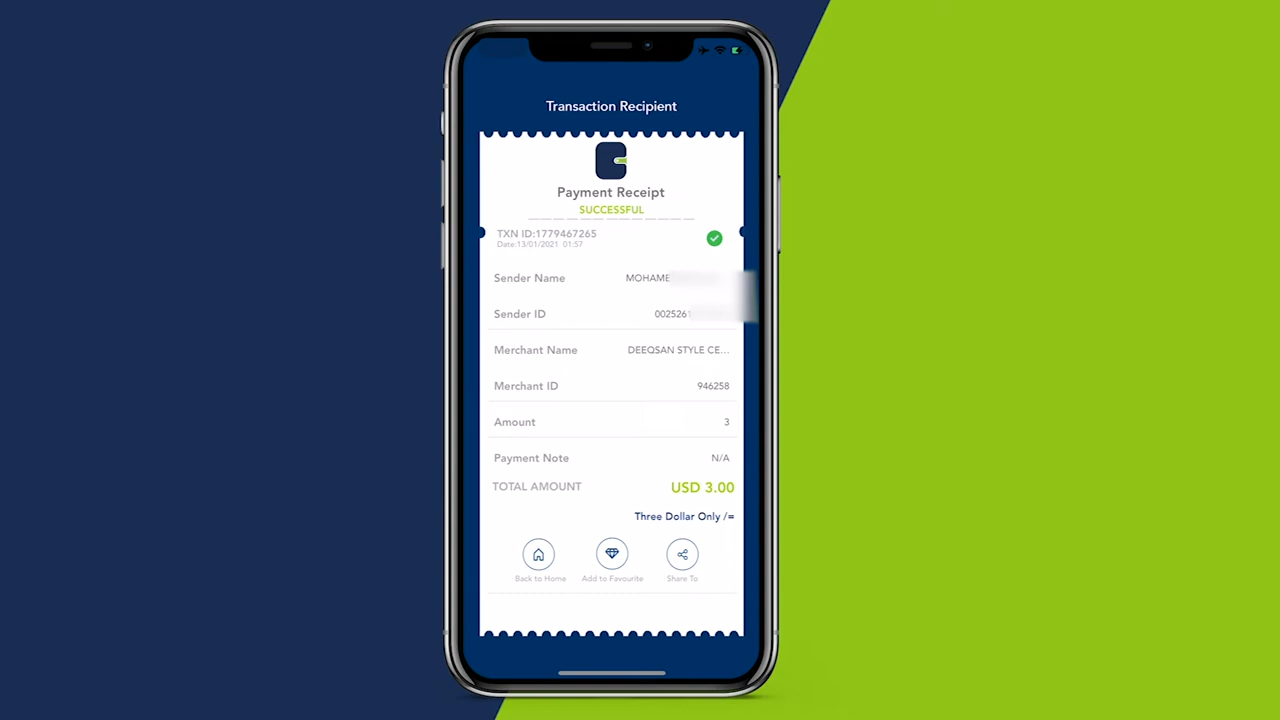 Transaction Recipient
Payment Receipt
SUCCESSFUL
TXN ID:1779467265
Date:13/01/2021 01:57
Sender Name MOHAME
Sender ID 0025261
Merchant Name DEEQSAN STYLE CE...
Merchant ID 946258
Amount 3
Payment Note N/A
TOTAL AMOUNT USD 3.00
Three Dollar Only /=
Back to Home Add to Favourite Share To